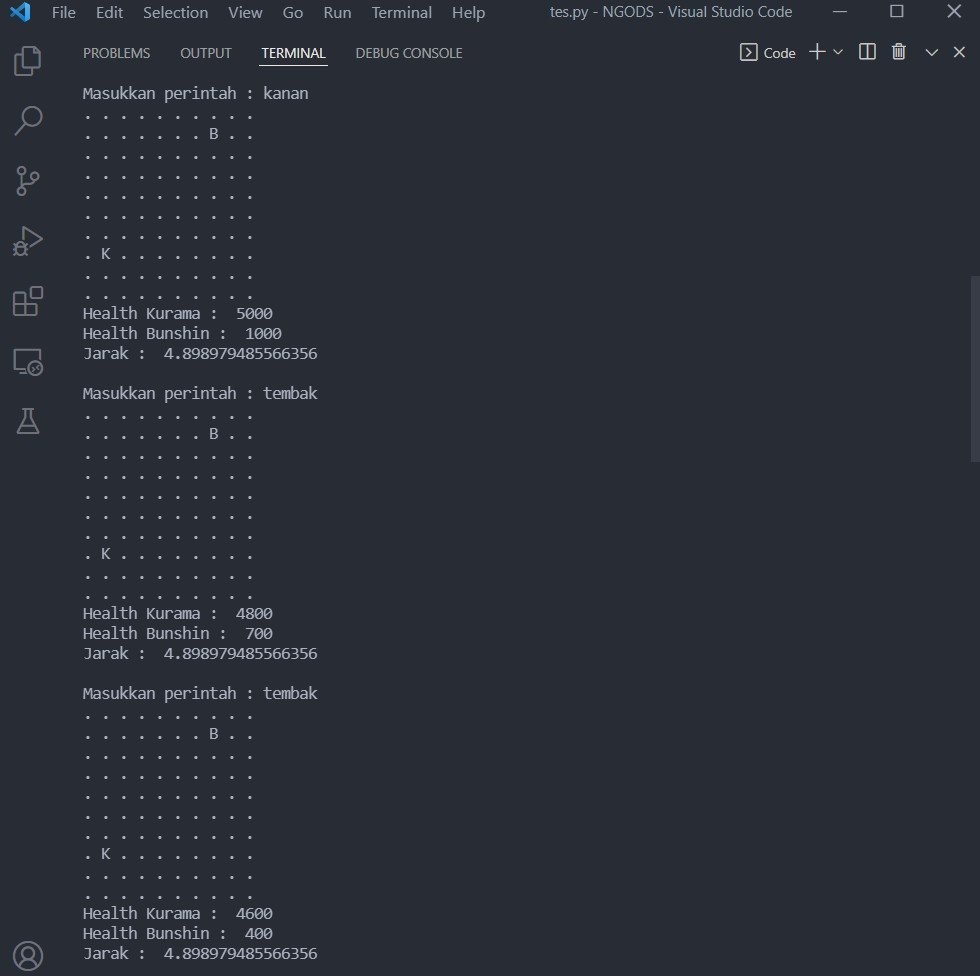 File Edit Selection View Go Run Terminal Help tes.py - NGODS - Visual Studio Code
PROBLEMS OUTPUT TERMINAL DEBUG CONSOLE Code
Masukkan perintah : kanan
. . . . . . . . . .
. . . . . . . B . .
. . . . . . . . . .
. . . . . . . . . .
. . . . . . . . . .
. . . . . . . . . .
. . . . . . . . . .
. K . . . . . . . .
. . . . . . . . . .
. . . . . . . . . .
Health Kurama :  5000
Health Bunshin :  1000
Jarak :  4.898979485566356
Masukkan perintah : tembak
. . . . . . . . . .
. . . . . . . B . .
. . . . . . . . . .
. . . . . . . . . .
. . . . . . . . . .
. . . . . . . . . .
. . . . . . . . . .
. K . . . . . . . .
. . . . . . . . . .
. . . . . . . . . .
Health Kurama :  4800
Health Bunshin :  700
Jarak :  4.898979485566356
Masukkan perintah : tembak
. . . . . . . . . .
. . . . . . . B . .
. . . . . . . . . .
. . . . . . . . . .
. . . . . . . . . .
. . . . . . . . . .
. . . . . . . . . .
. K . . . . . . . .
. . . . . . . . . .
. . . . . . . . . .
Health Kurama :  4600
Health Bunshin :  400
Jarak :  4.898979485566356